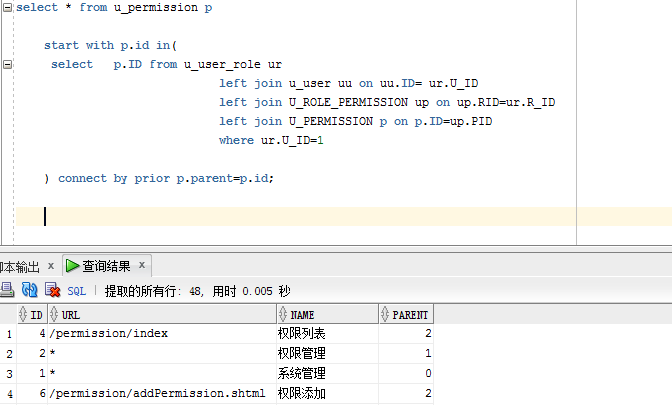 select * from u_permission p
start with p.id in(
select p.ID from u_user_role ur
left join u_user uu on uu.ID= ur.U_ID
left join U_ROLE_PERMISSION up on up.RID=ur.R_ID
left join U_PERMISSION p on p.ID=up.PID
where ur.U_ID=1
) connect by prior p.parent=p.id;
脚本输出 × 查询结果 ×
SQL | 提取的所有行: 48, 用时 0.005 秒
ID URL NAME PARENT
1 4 /permission/index 权限列表 2
2 2 * 权限管理 1
3 1 * 系统管理 0
4 6 /permission/addPermission.shtml 权限添加 2